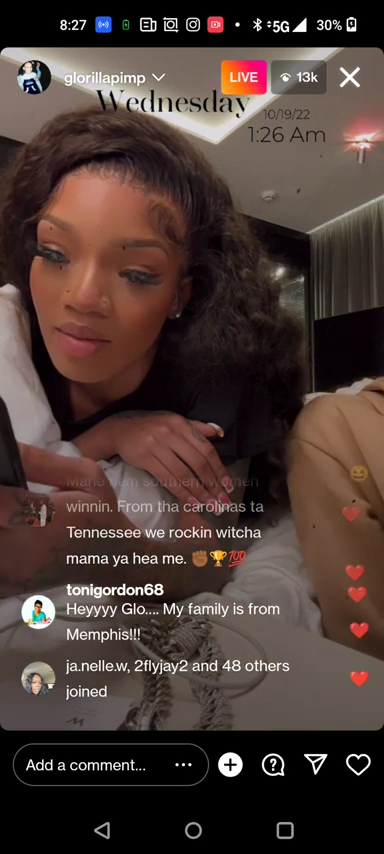 8:27
5G
30%
glorillapimp
LIVE
13k
Wednesday
10/19/22
1:26 Am
southern women
winnin. From tha carolinas ta
Tennessee we rockin witcha
mama ya hea me. ✊🏾🏆💯
tonigordon68
Heyyyy Glo.... My family is from
Memphis!!!
ja.nelle.w, 2flyjay2 and 48 others
joined
Add a comment...